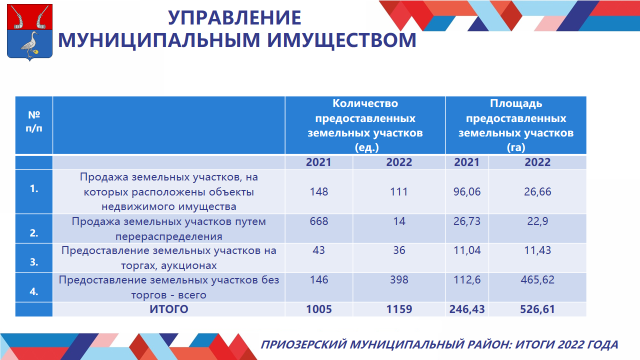 УПРАВЛЕНИЕ
МУНИЦИПАЛЬНЫМ ИМУЩЕСТВОМ
№
п/п
Количество
предоставленных
земельных участков
(ед.)
Площадь
предоставленных
земельных участков
(га)
2021 2022 2021 2022
1. Продажа земельных участков, на
которых расположены объекты
недвижимого имущества
148 111 96,06 26,66
2. Продажа земельных участков путем
перераспределения
668 14 26,73 22,9
3. Предоставление земельных участков на
торгах, аукционах
43 36 11,04 11,43
4. Предоставление земельных участков без
торгов - всего
146 398 112,6 465,62
ИТОГО 1005 1159 246,43 526,61
ПРИОЗЕРСКИЙ МУНИЦИПАЛЬНЫЙ РАЙОН: ИТОГИ 2022 ГОДА